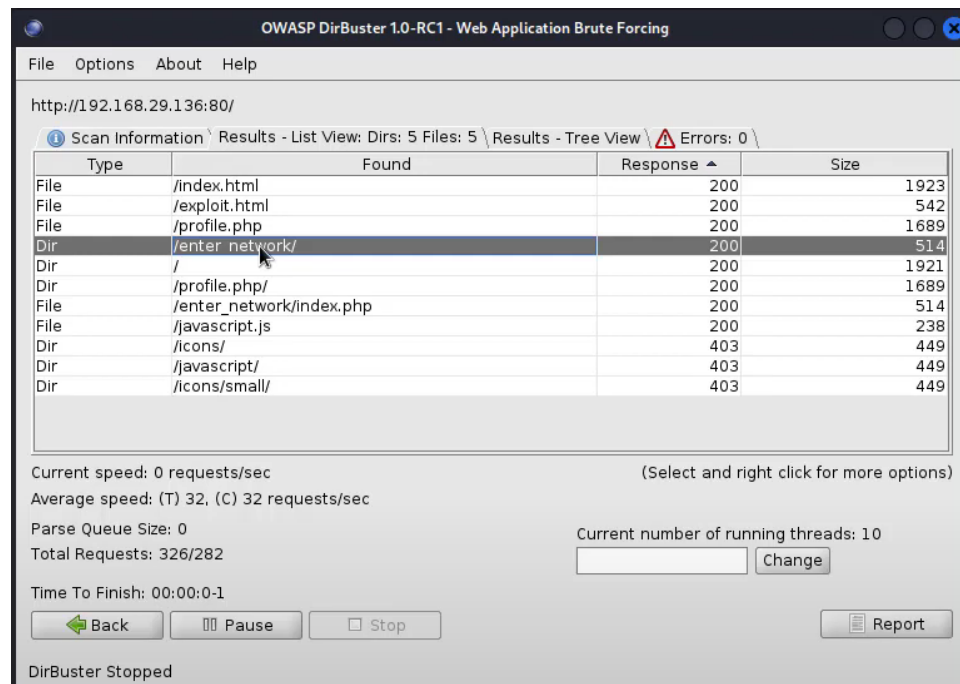 OWASP DirBuster 1.0-RC1 - Web Application Brute Forcing
File Options About Help
http://192.168.29.136:80/
Scan Information Results - List View: Dirs: 5 Files: 5 Results - Tree View Errors: 0
Type Found Response Size
File /index.html 200 1923
File /exploit.html 200 542
File /profile.php 200 1689
Dir /enter_network/ 200 514
Dir / 200 1921
Dir /profile.php/ 200 1689
File /enter_network/index.php 200 514
File /javascript.js 200 238
Dir /icons/ 403 449
Dir /javascript/ 403 449
Dir /icons/small/ 403 449
Current speed: 0 requests/sec (Select and right click for more options)
Average speed: (T) 32, (C) 32 requests/sec
Parse Queue Size: 0
Current number of running threads: 10
Total Requests: 326/282
Change
Time To Finish: 00:00:0-1
Back Pause Stop Report
DirBuster Stopped